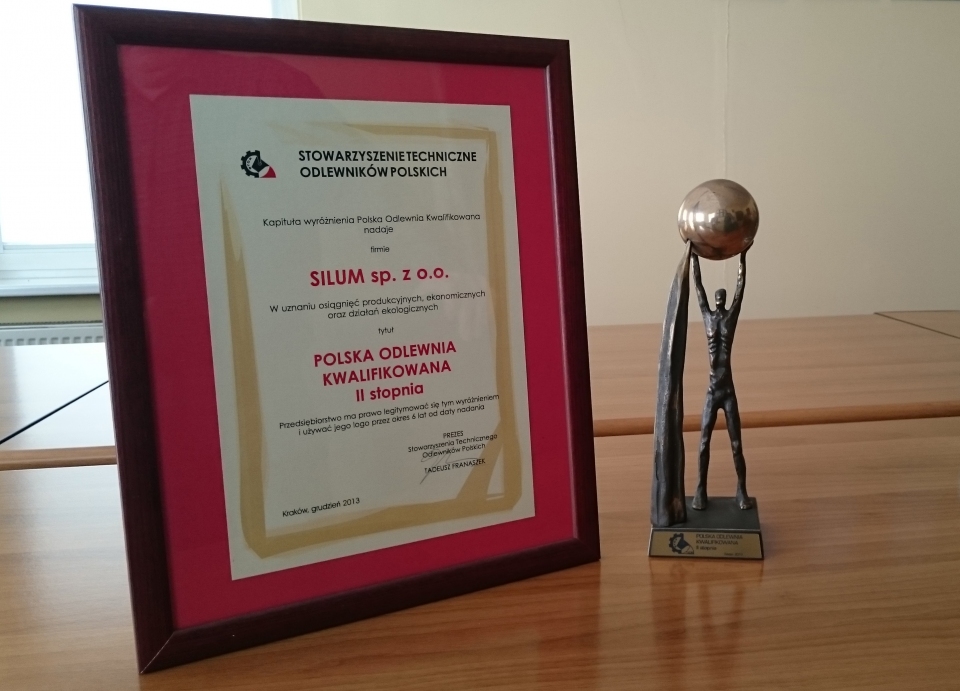 STOWARZYSZENIE TECHNICZNE
ODLEWNIKÓW POLSKICH
Kapituła wyróżnienia Polska Odlewnia Kwalifikowana
nadaje
firmie
SILUM sp. z o.o.
W uznaniu osiągnięć produkcyjnych, ekonomicznych
oraz działań ekologicznych
tytuł
POLSKA ODLEWNIA
KWALIFIKOWANA
II stopnia
Przedsiębiorstwo ma prawo legitymować się tym wyróżnieniem
i używać jego logo przez okres 6 lat od daty nadania
PREZES
Stowarzyszenia Technicznego
Odlewników Polskich
TADEUSZ FRANASZEK
Kraków, grudzień 2013
POLSKA ODLEWNIA
KWALIFIKOWANA
II stopnia